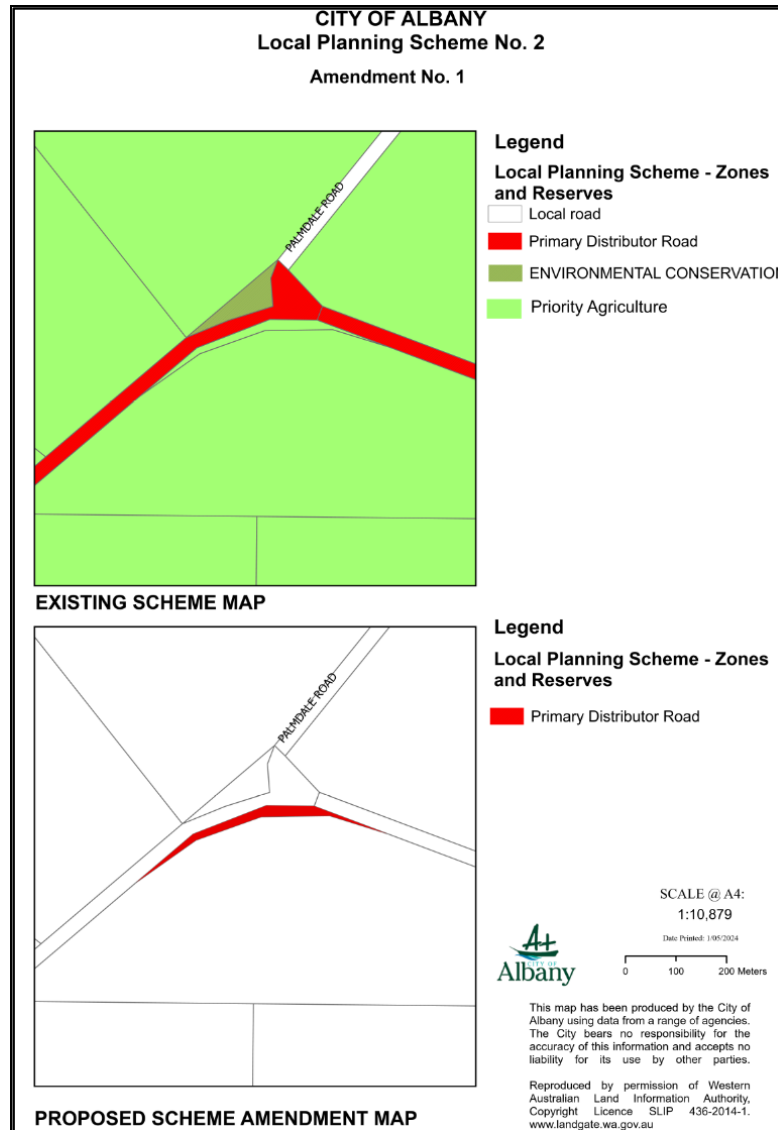 CITY OF ALBANY
Local Planning Scheme No. 2
Amendment No. 1
PALMDALE ROAD
Legend
Local Planning Scheme - Zones
and Reserves
Local road
Primary Distributor Road
ENVIRONMENTAL CONSERVATION
Priority Agriculture
EXISTING SCHEME MAP
PALMDALE ROAD
Legend
Local Planning Scheme - Zones
and Reserves
Primary Distributor Road
SCALE @ A4:
1:10,879
Date Printed: 1/05/2024
CITY OF
Albany
0 100 200 Meters
This map has been produced by the City of
Albany using data from a range of agencies.
The City bears no responsibility for the
accuracy of this information and accepts no
liability for its use by other parties.
Reproduced by permission of Western
Australian Land Information Authority,
Copyright Licence SLIP 436-2014-1.
www.landgate.wa.gov.au
PROPOSED SCHEME AMENDMENT MAP